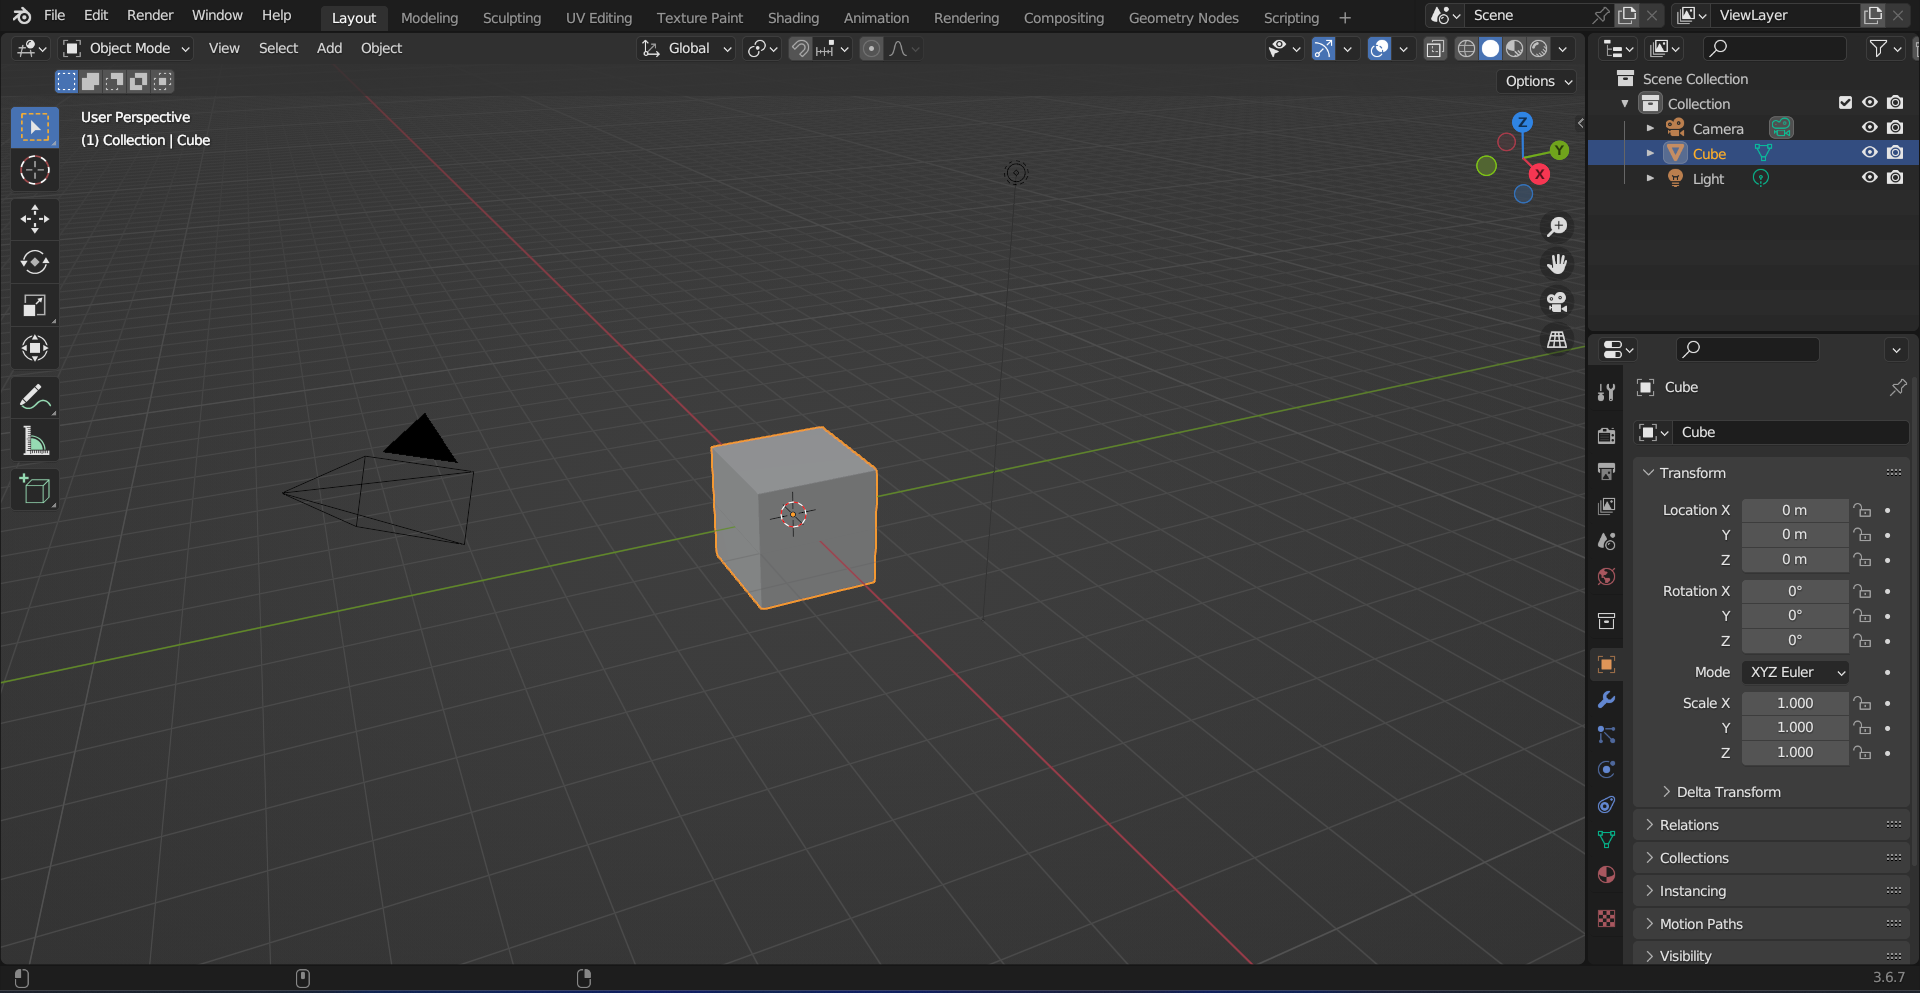 File Edit Render Window Help Layout Modeling Sculpting UV Editing Texture Paint Shading Animation Rendering Compositing Geometry Nodes Scripting + Scene ViewLayer
Object Mode View Select Add Object Global
Options
User Perspective
(1) Collection | Cube
Z
Y
X
Scene Collection
Collection
Camera
Cube
Light
Cube
Cube
Transform
Location X 0 m
Y 0 m
Z 0 m
Rotation X 0°
Y 0°
Z 0°
Mode XYZ Euler
Scale X 1.000
Y 1.000
Z 1.000
Delta Transform
Relations
Collections
Instancing
Motion Paths
Visibility
3.6.7